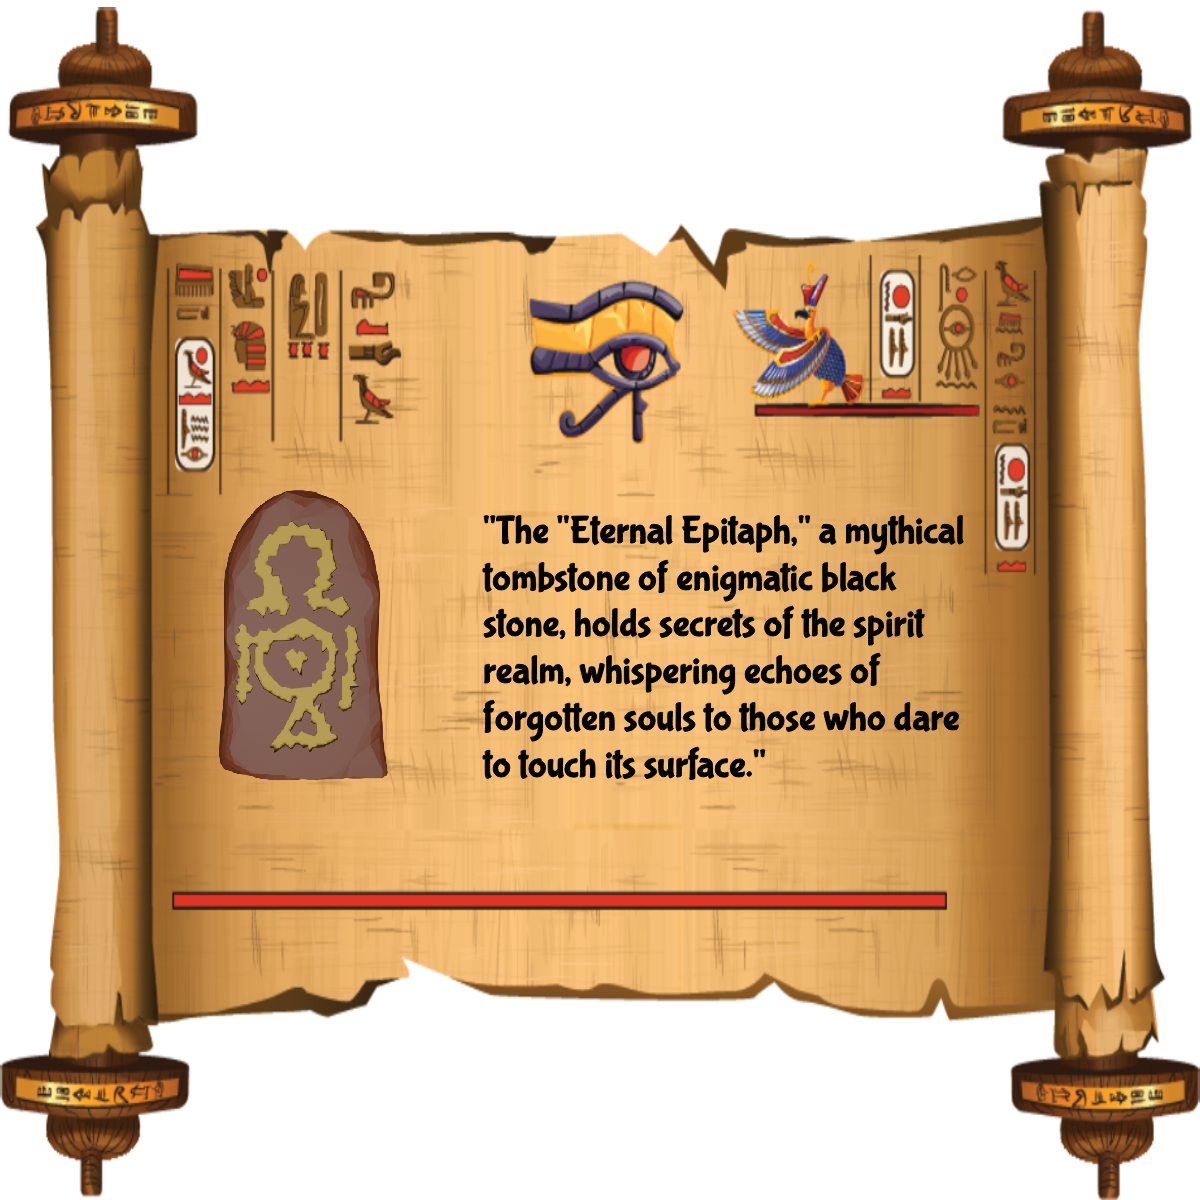 "The "Eternal Epitaph," a mythical
tombstone of enigmatic black
stone, holds secrets of the spirit
realm, whispering echoes of
forgotten souls to those who dare
to touch its surface."